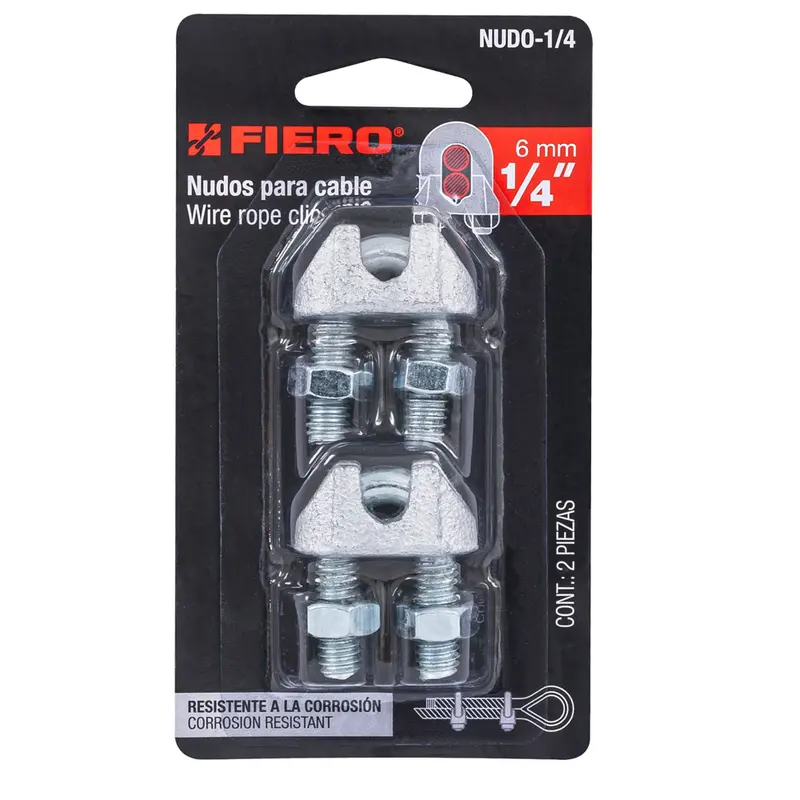 NUDO-1/4
FIERO®
6 mm
1/4"
Nudos para cable
Wire rope
CONT.: 2 PIEZAS
RESISTENTE A LA CORROSIÓN
CORROSION RESISTANT